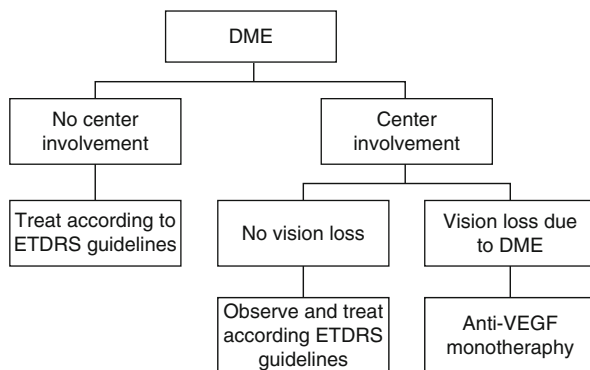 DME
No center
involvement
Center
involvement
Treat according to
ETDRS guidelines
No vision loss
Vision loss due
to DME
Observe and treat
according ETDRS
guidelines
Anti-VEGF
monotheraphy